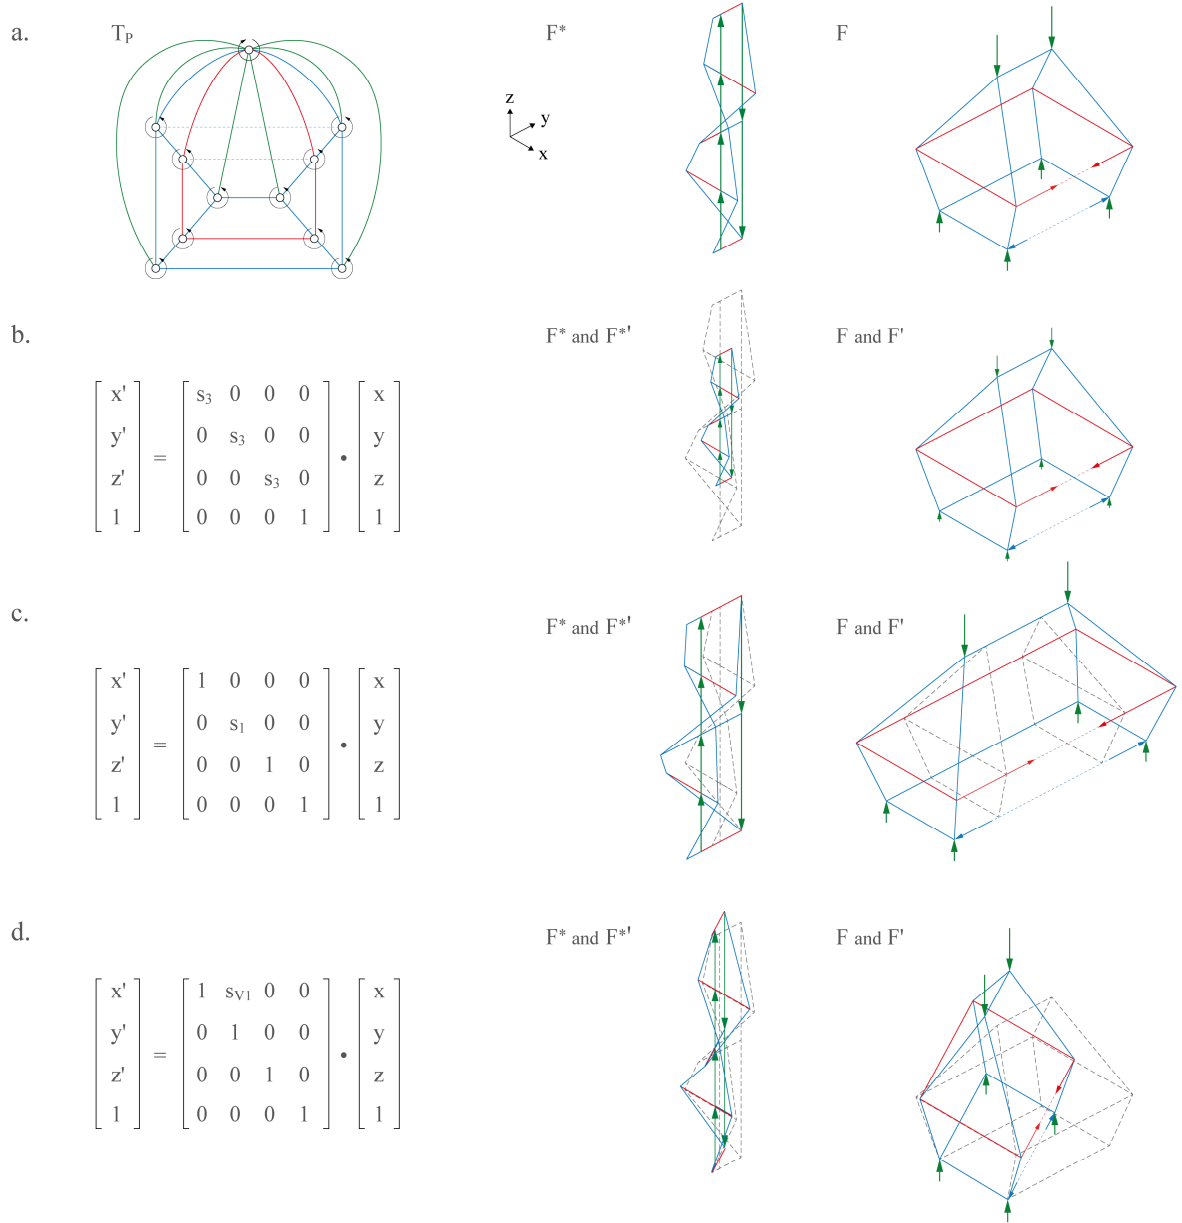 a. T_P F* F
z
y
x
b. F* and F*' F and F'
x' s₃ 0 0 0 x
y' = 0 s₃ 0 0 • y
z' 0 0 s₃ 0 z
1 0 0 0 1 1
c. F* and F*' F and F'
x' 1 0 0 0 x
y' = 0 s₁ 0 0 • y
z' 0 0 1 0 z
1 0 0 0 1 1
d. F* and F*' F and F'
x' 1 s_V1 0 0 x
y' = 0 1 0 0 • y
z' 0 0 1 0 z
1 0 0 0 1 1